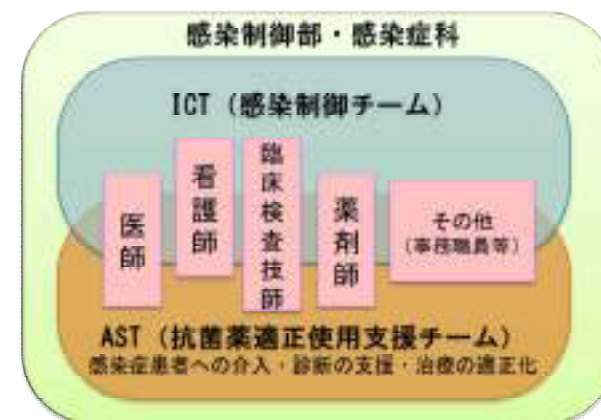 感染制御部・感染症科
ICT（感染制御チーム）
医師
看護師
臨床検査技師
薬剤師
その他
（事務職員等）
AST（抗菌薬適正使用支援チーム）
感染症患者への介入・診断の支援・治療の適正化